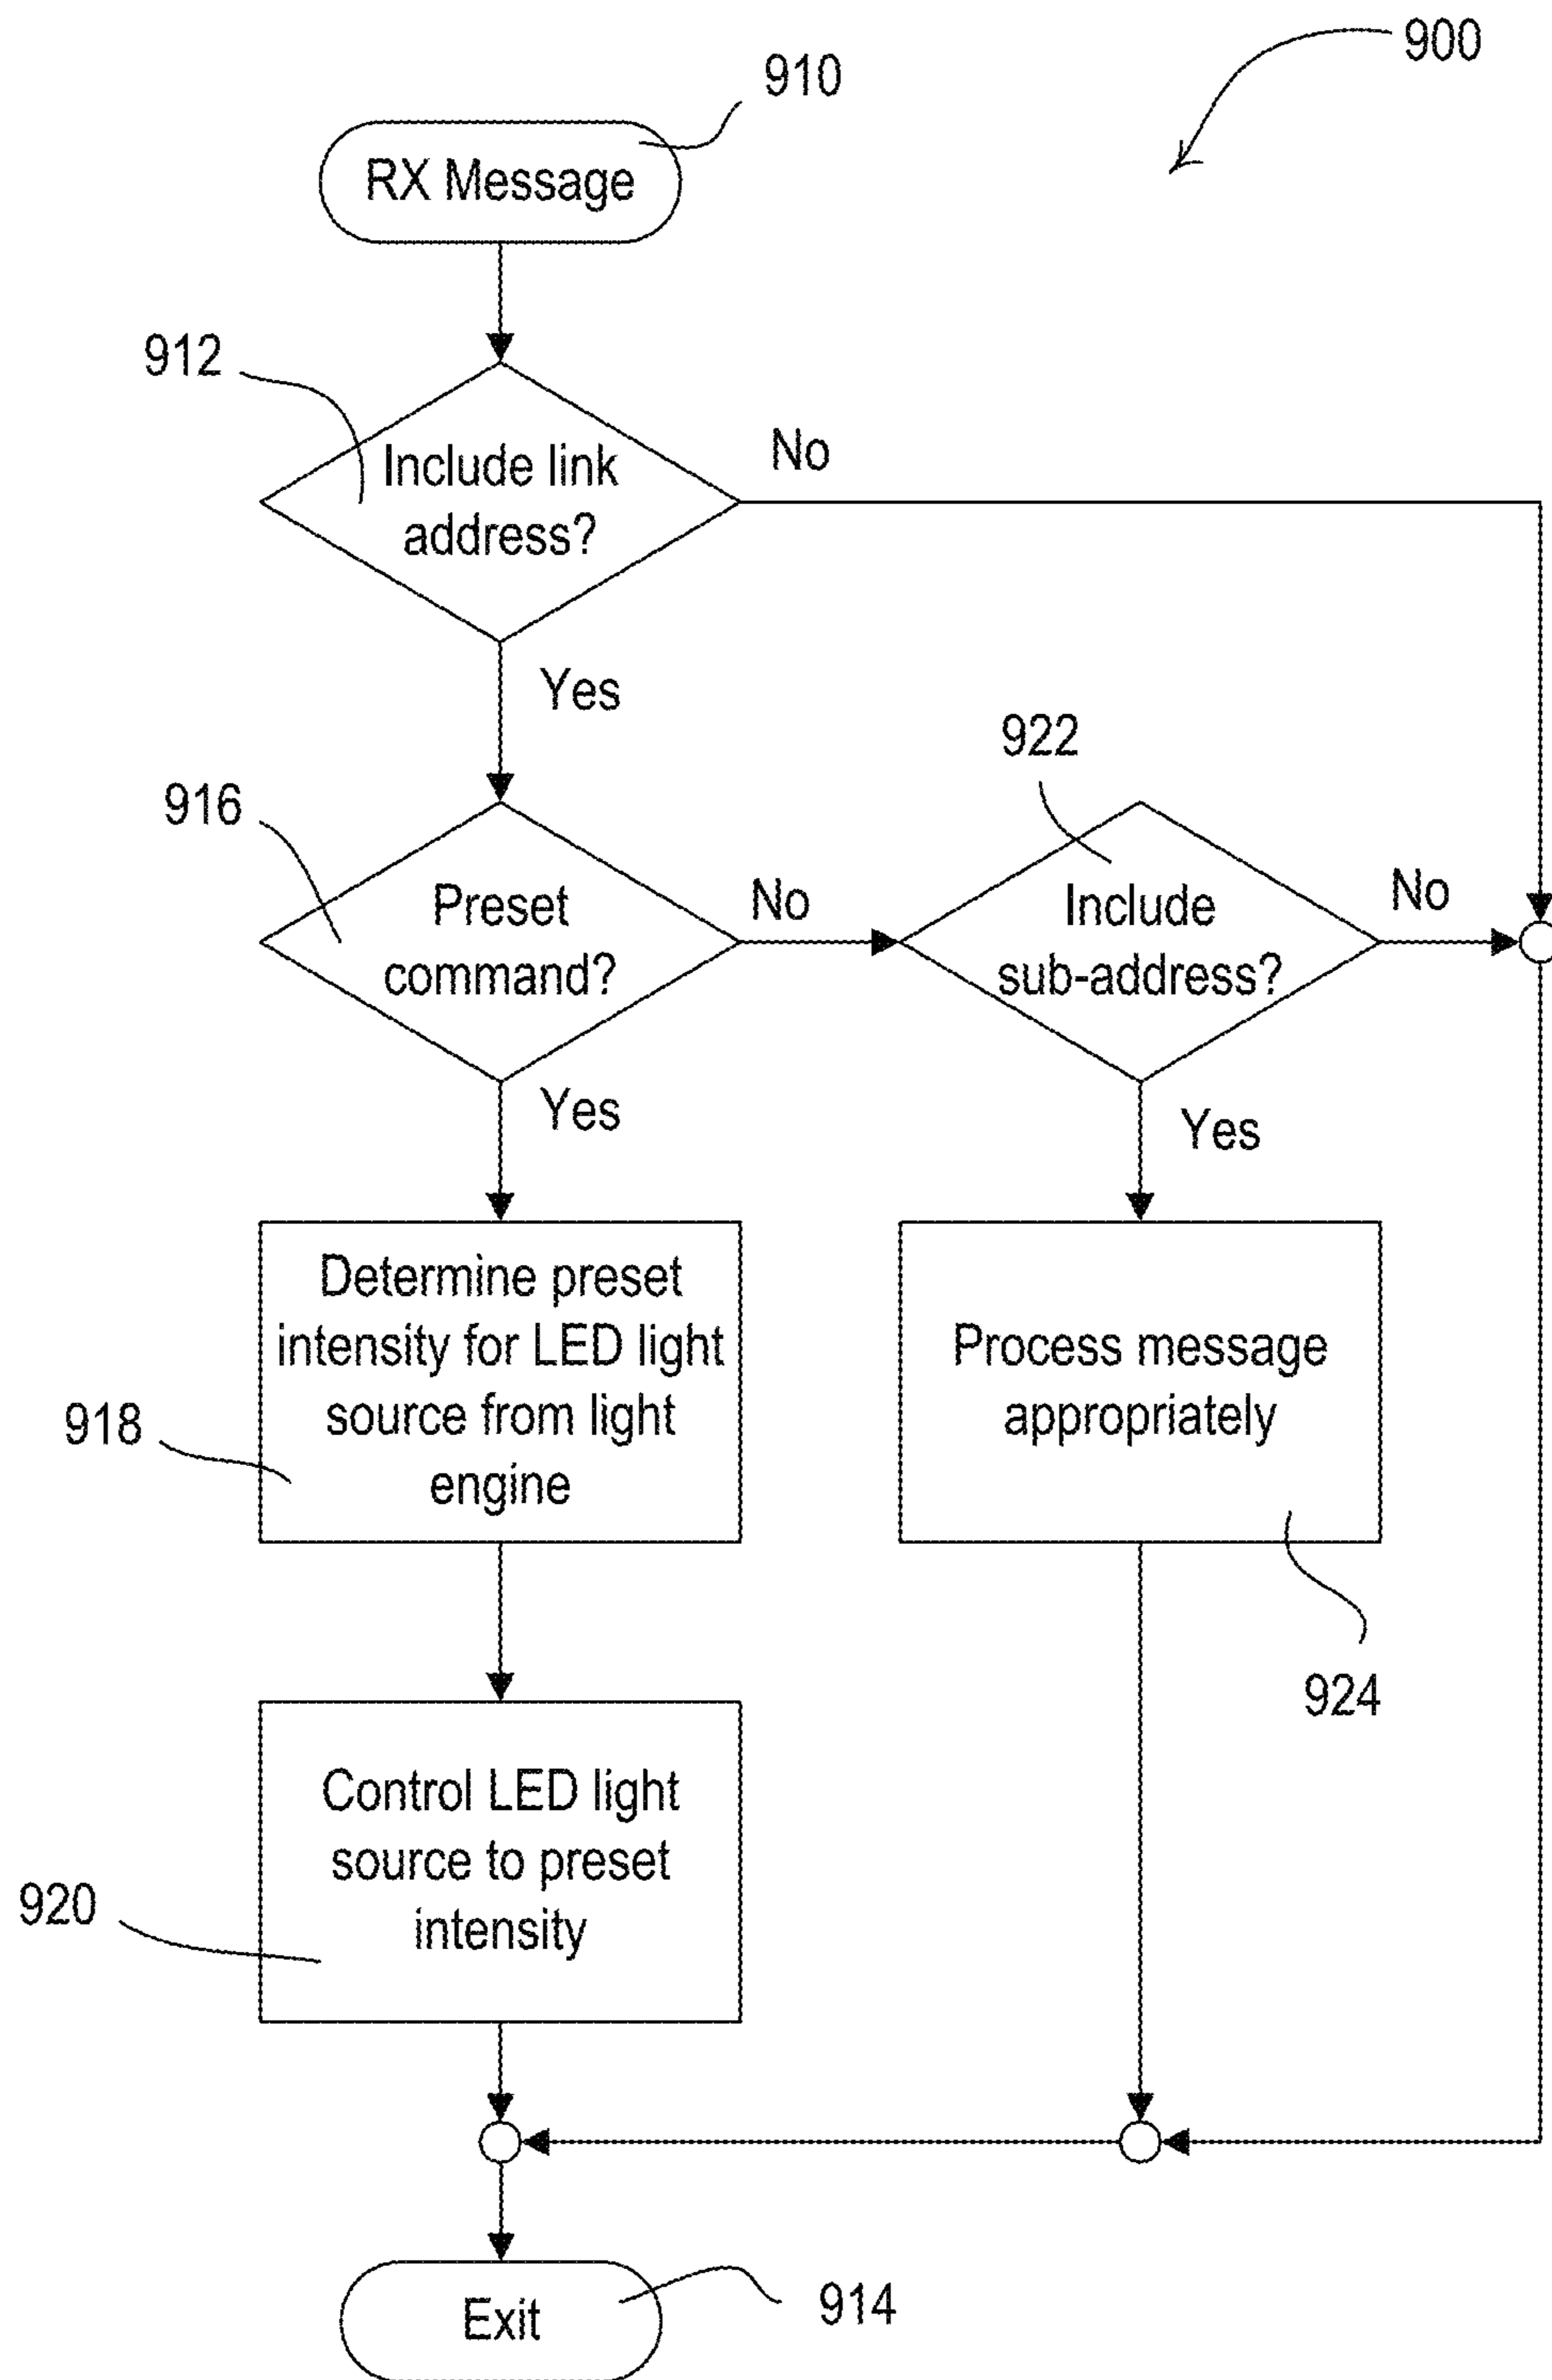 900
910
RX Message
912
Include link
address?
No
Yes
922
916
Preset
command?
No
Include
sub-address?
No
Yes
Yes
Determine preset
intensity for LED light
source from light
engine
918
Process message
appropriately
924
Control LED light
source to preset
intensity
920
Exit
914